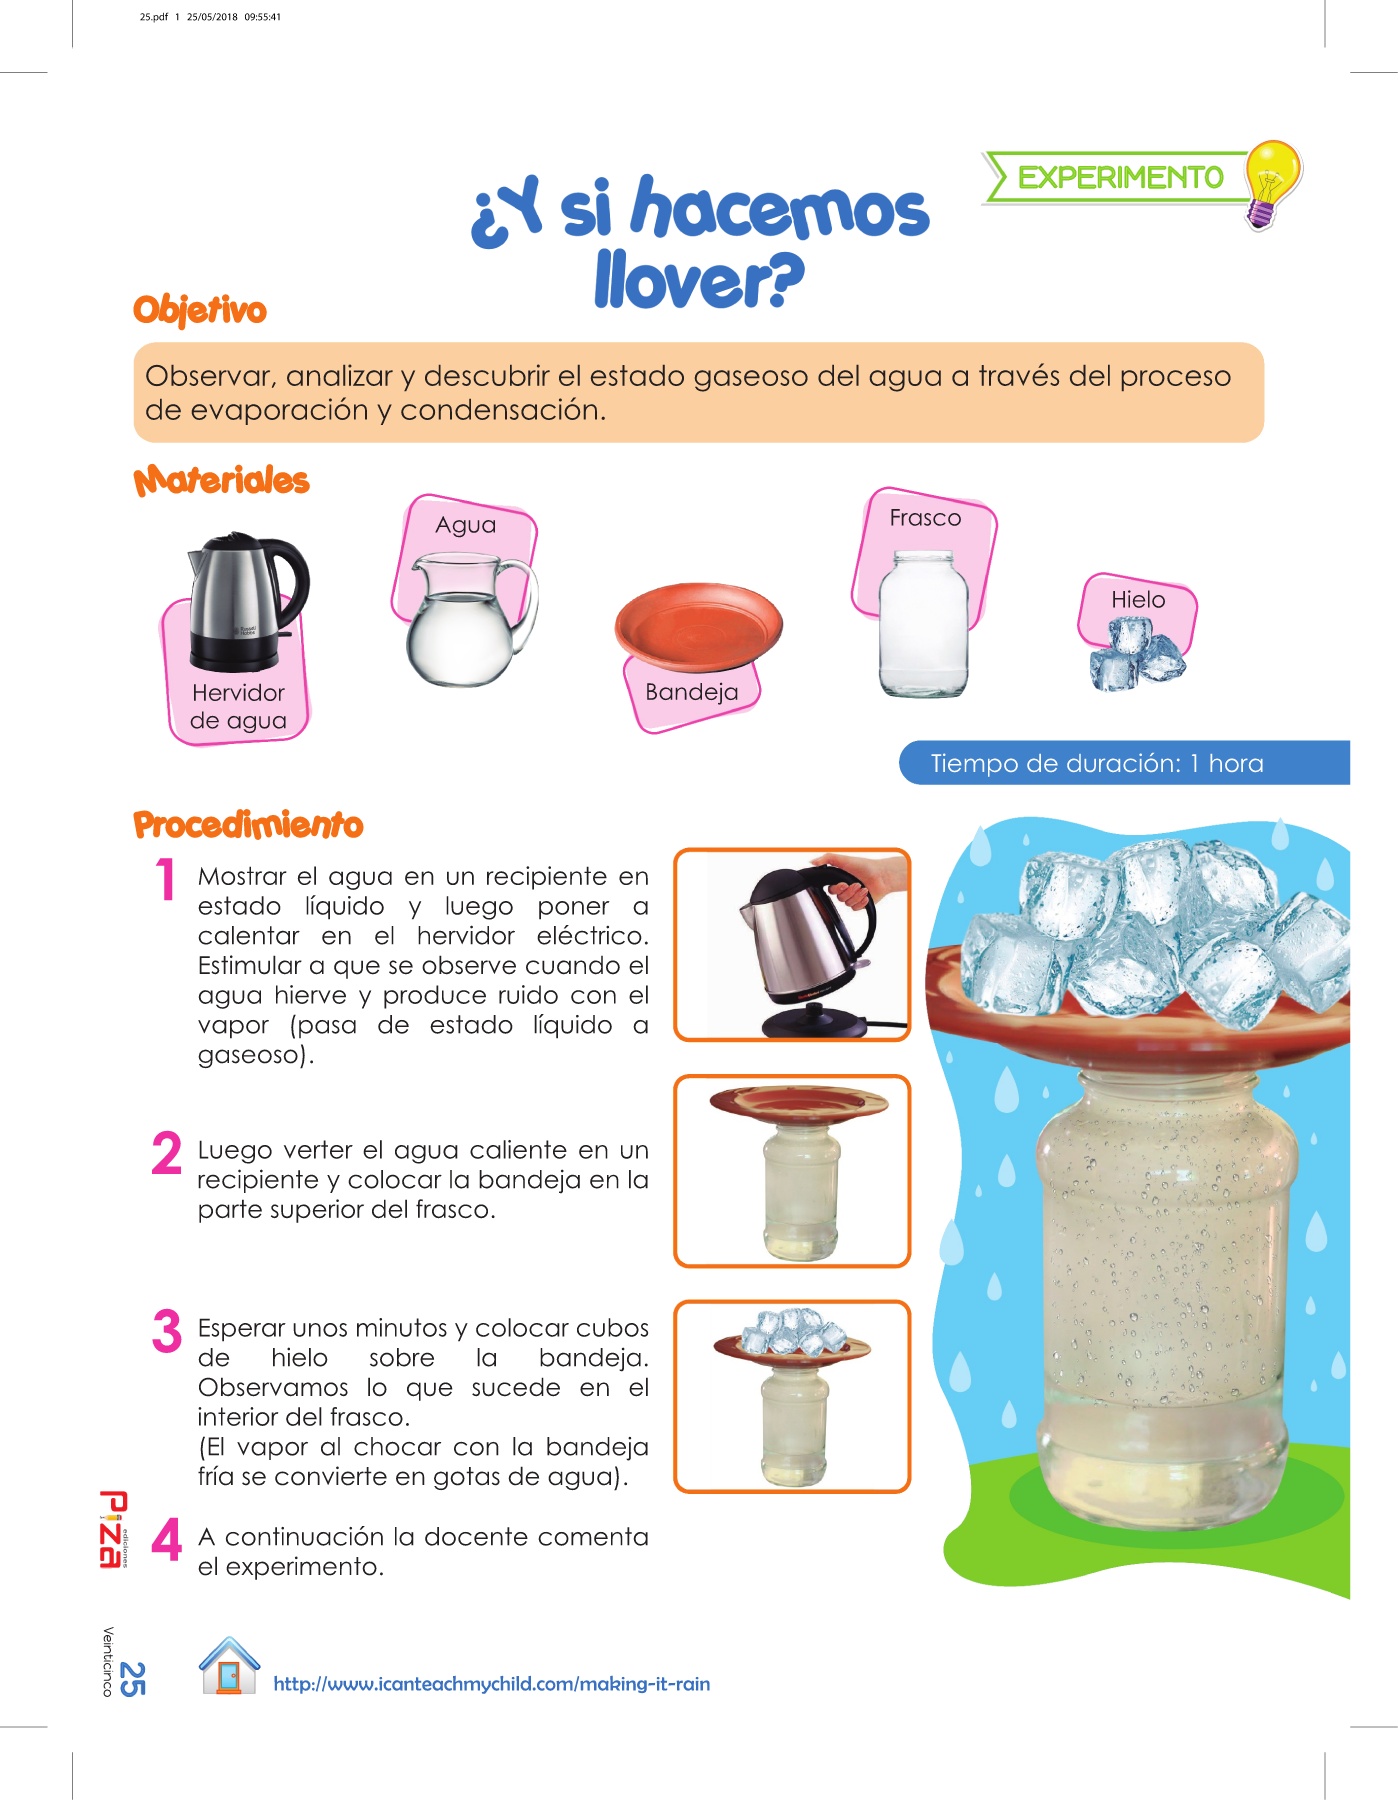 25.pdf 1 25/05/2018 09:55:41
EXPERIMENTO
¿Y si hacemos
llover?
Objetivo
Observar, analizar y descubrir el estado gaseoso del agua a través del proceso
de evaporación y condensación.
Materiales
Agua
Frasco
Hielo
Hervidor
de agua
Bandeja
Tiempo de duración: 1 hora
Procedimiento
1
Mostrar el agua en un recipiente en
estado líquido y luego poner a
calentar en el hervidor eléctrico.
Estimular a que se observe cuando el
agua hierve y produce ruido con el
vapor (pasa de estado líquido a
gaseoso).
2
Luego verter el agua caliente en un
recipiente y colocar la bandeja en la
parte superior del frasco.
3
Esperar unos minutos y colocar cubos
de hielo sobre la bandeja.
Observamos lo que sucede en el
interior del frasco.
(El vapor al chocar con la bandeja
fría se convierte en gotas de agua).
4
A continuación la docente comenta
el experimento.
Piza
ediciones
25
Veinticinco
http://www.icanteachmychild.com/making-it-rain